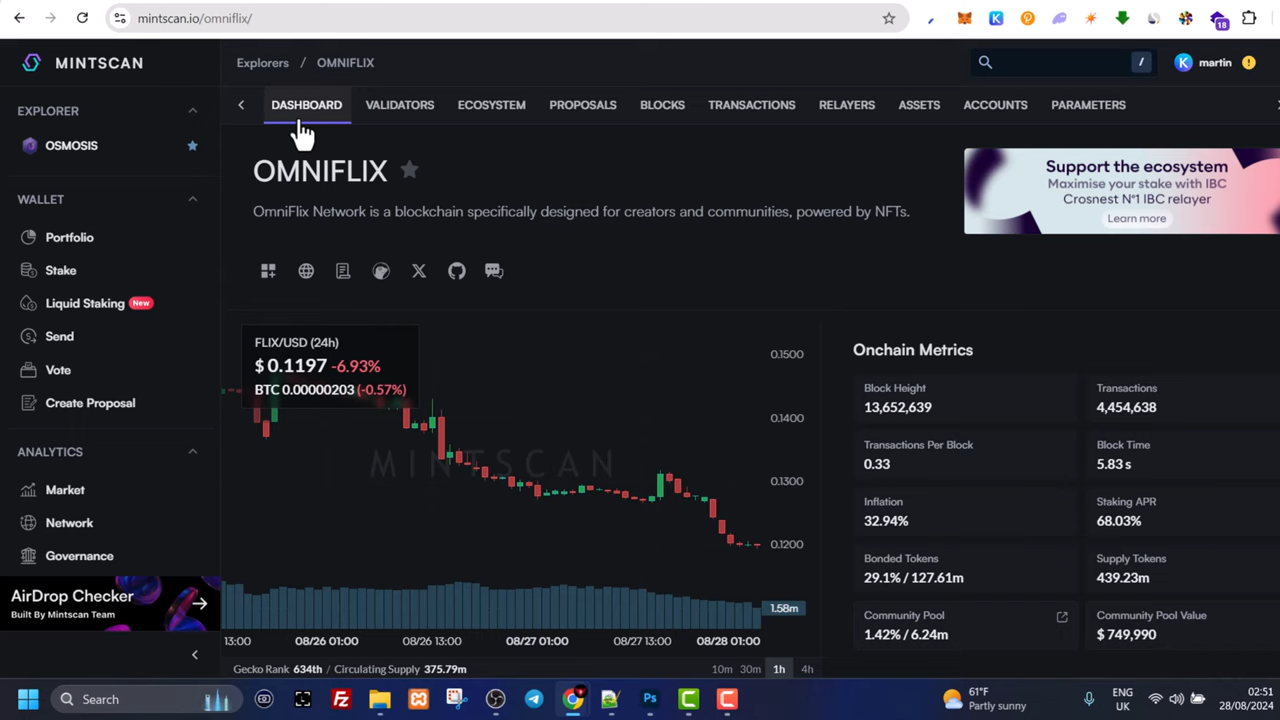 mintscan.io/omniflix/
18
MINTSCAN
Explorers / OMNIFLIX
/
martin
EXPLORER
OSMOSIS
WALLET
Portfolio
Stake
Liquid Staking New
Send
Vote
Create Proposal
ANALYTICS
Market
Network
Governance
AirDrop Checker
Built By Mintscan Team
DASHBOARD VALIDATORS ECOSYSTEM PROPOSALS BLOCKS TRANSACTIONS RELAYERS ASSETS ACCOUNTS PARAMETERS
OMNIFLIX
OmniFlix Network is a blockchain specifically designed for creators and communities, powered by NFTs.
Support the ecosystem
Maximise your stake with IBC
Crosnest N°1 IBC relayer
Learn more
FLIX/USD (24h)
$ 0.1197 -6.93%
BTC 0.00000203 (-0.57%)
MINTSCAN
0.1500
0.1400
0.1300
0.1200
1.58m
13:00 08/26 01:00 08/26 13:00 08/27 01:00 08/27 13:00 08/28 01:00
Gecko Rank 634th / Circulating Supply 375.79m
10m 30m 1h 4h
Onchain Metrics
Block Height
13,652,639
Transactions
4,454,638
Transactions Per Block
0.33
Block Time
5.83 s
Inflation
32.94%
Staking APR
68.03%
Bonded Tokens
29.1% / 127.61m
Supply Tokens
439.23m
Community Pool
1.42% / 6.24m
Community Pool Value
$ 749,990
Search
61°F
Partly sunny
ENG
UK
02:51
28/08/2024